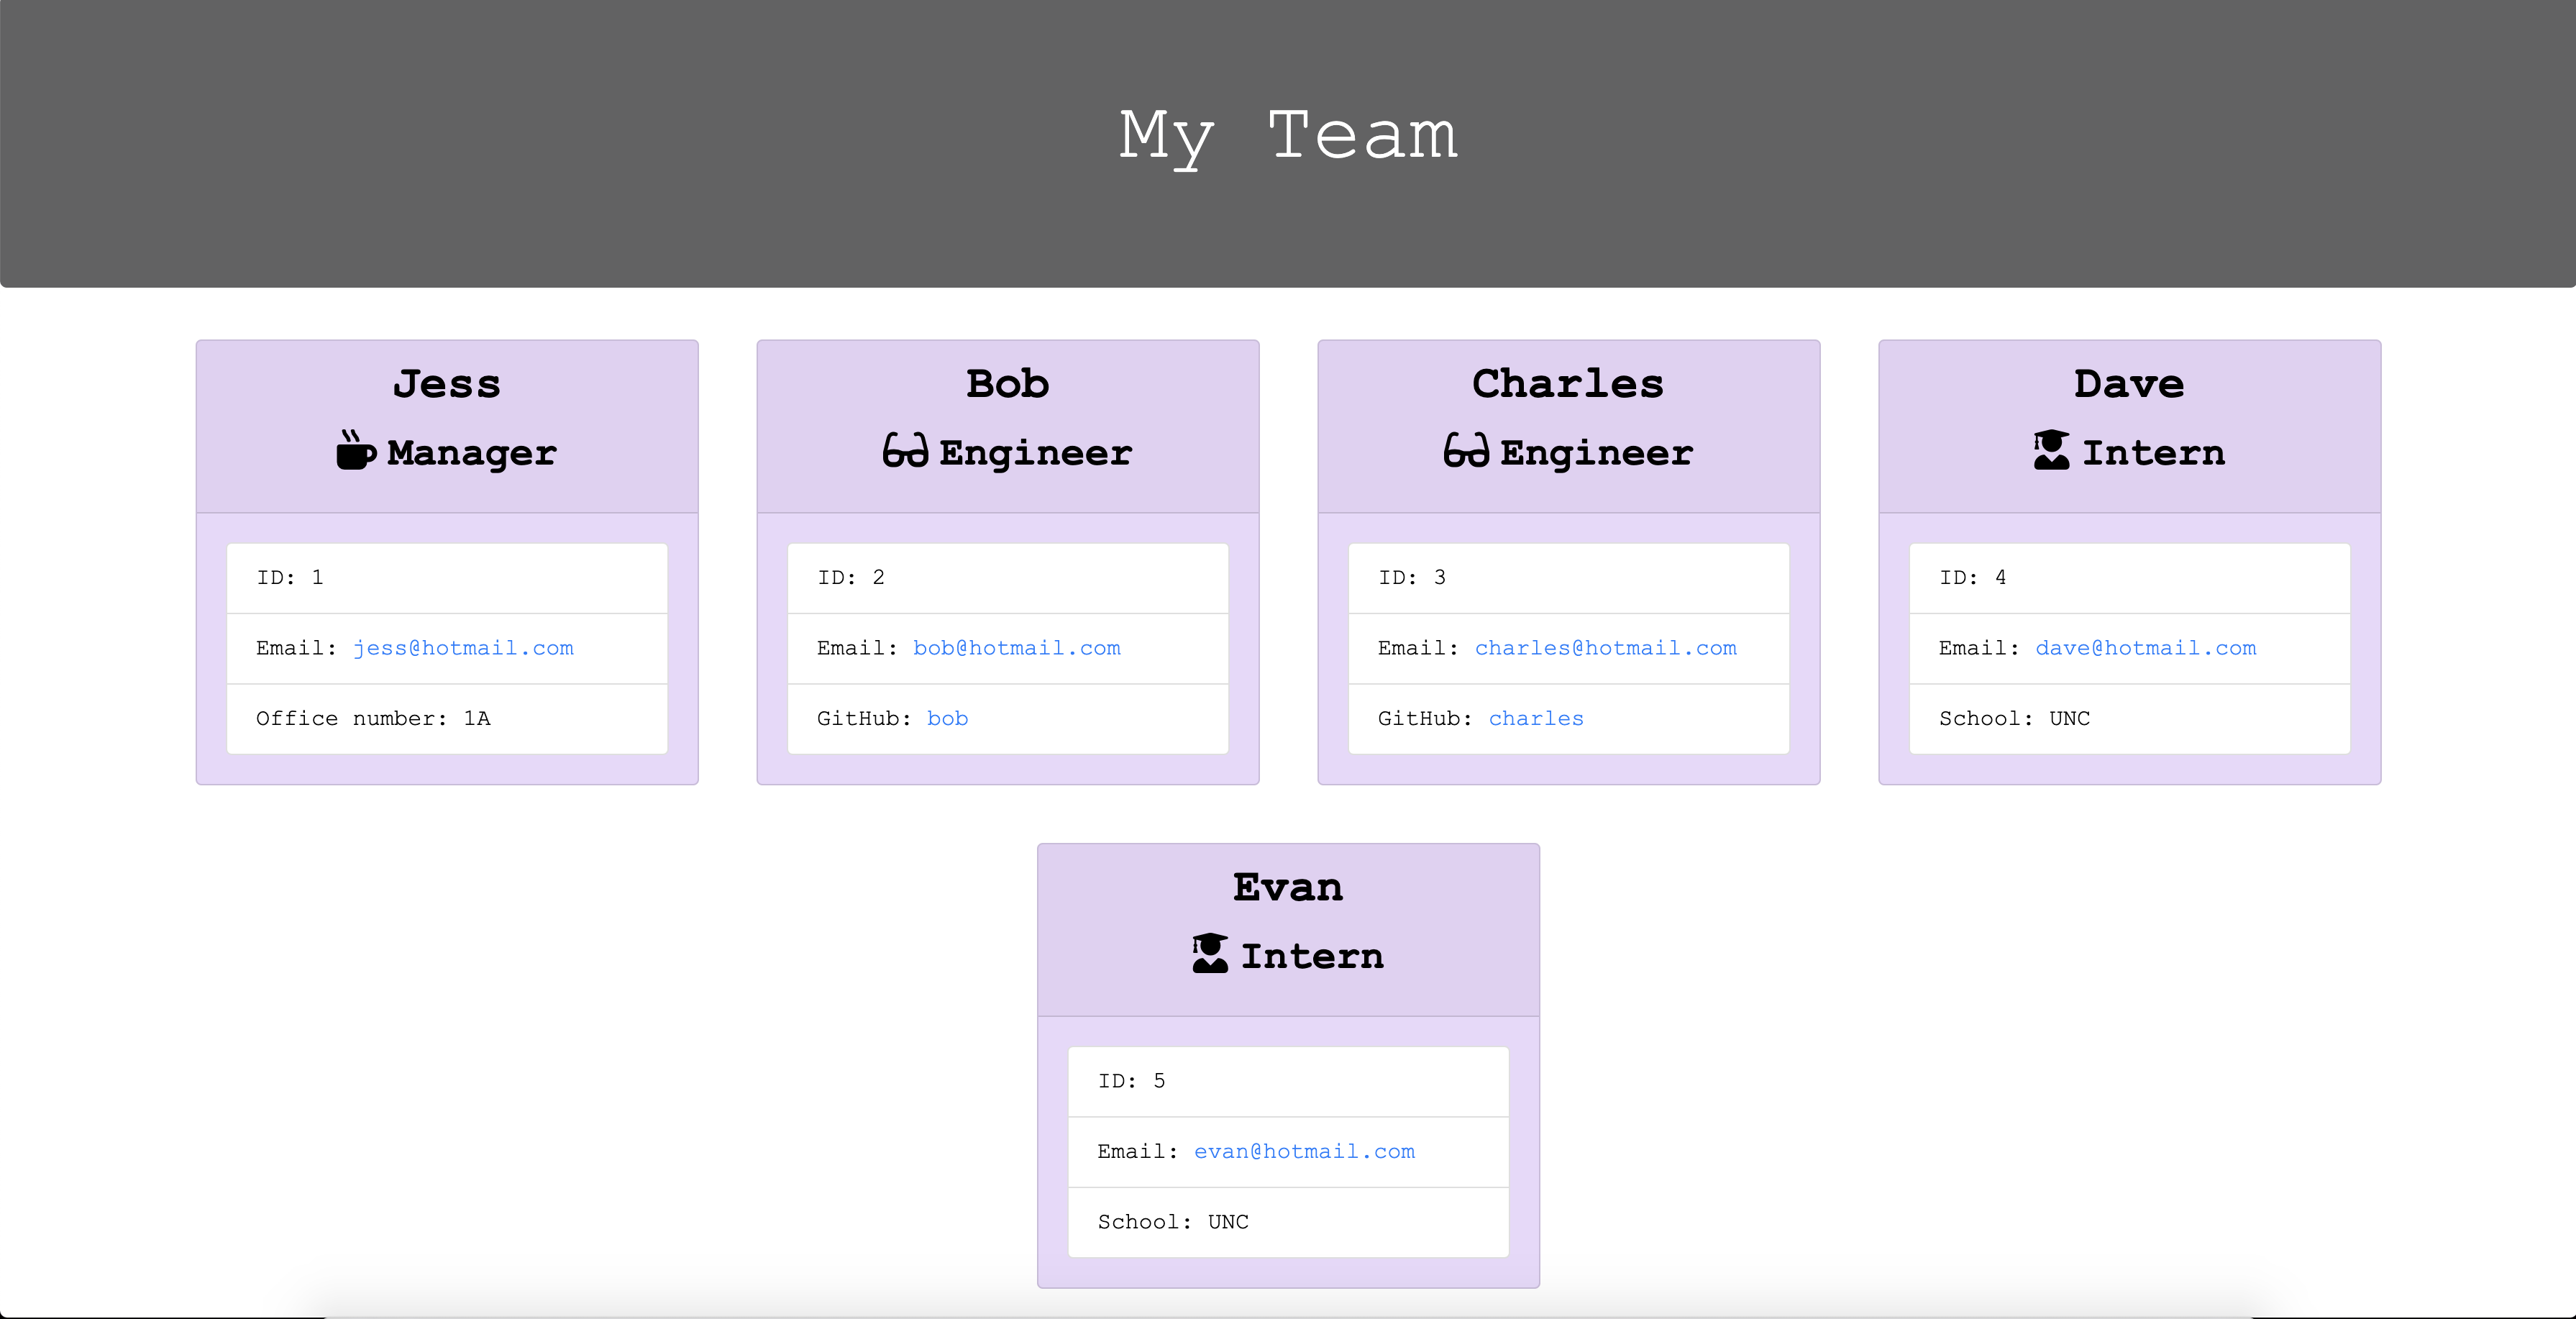 My Team
Jess
Manager
ID: 1
Email: jess@hotmail.com
Office number: 1A
Bob
Engineer
ID: 2
Email: bob@hotmail.com
GitHub: bob
Charles
Engineer
ID: 3
Email: charles@hotmail.com
GitHub: charles
Dave
Intern
ID: 4
Email: dave@hotmail.com
School: UNC
Evan
Intern
ID: 5
Email: evan@hotmail.com
School: UNC